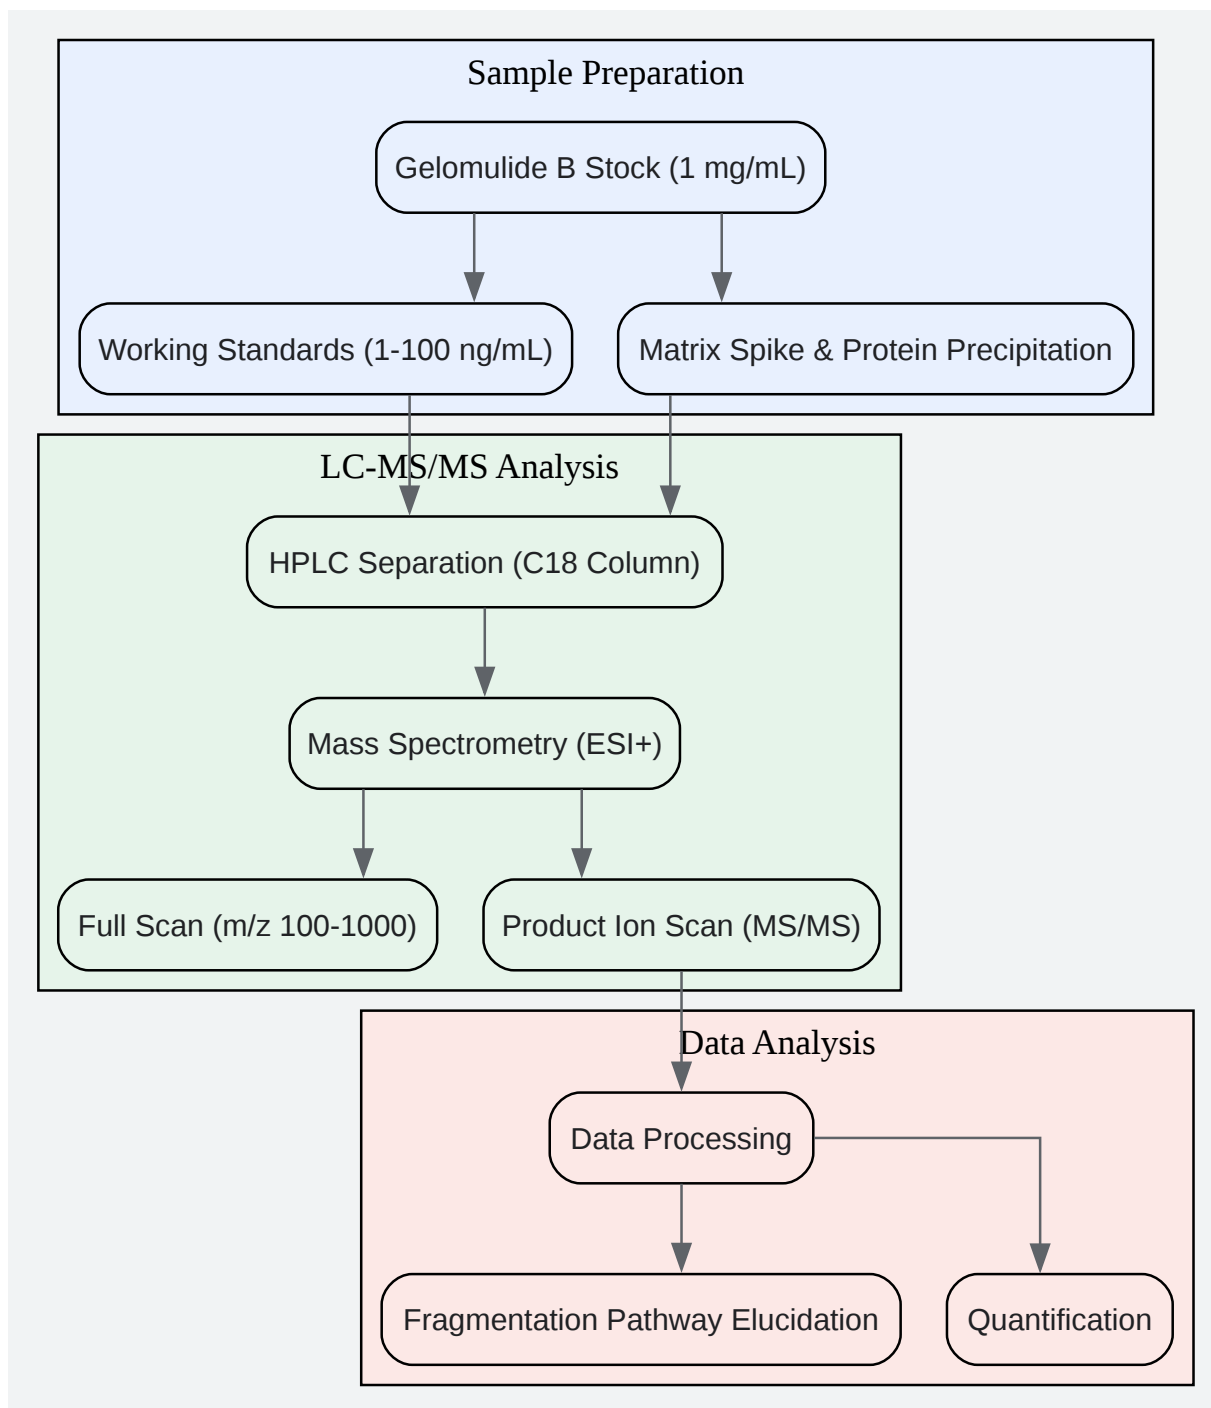 Sample Preparation
Gelomulide B Stock (1 mg/mL)
Working Standards (1-100 ng/mL)
Matrix Spike & Protein Precipitation
LC-MS/MS Analysis
HPLC Separation (C18 Column)
Mass Spectrometry (ESI+)
Full Scan (m/z 100-1000)
Product Ion Scan (MS/MS)
Data Analysis
Data Processing
Fragmentation Pathway Elucidation
Quantification